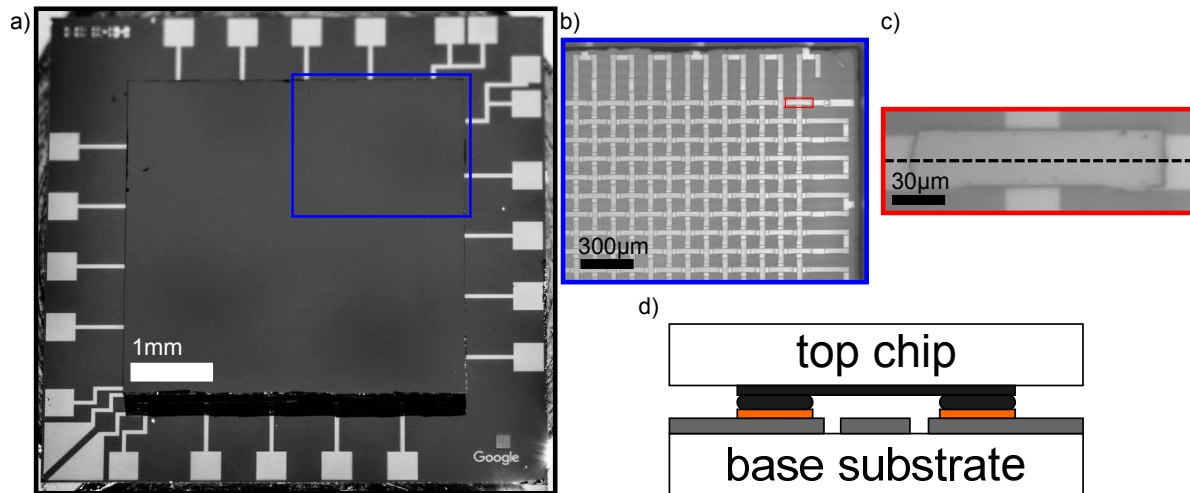 a)
1mm
Google
b)
300µm
c)
30µm
d)
top chip
base substrate